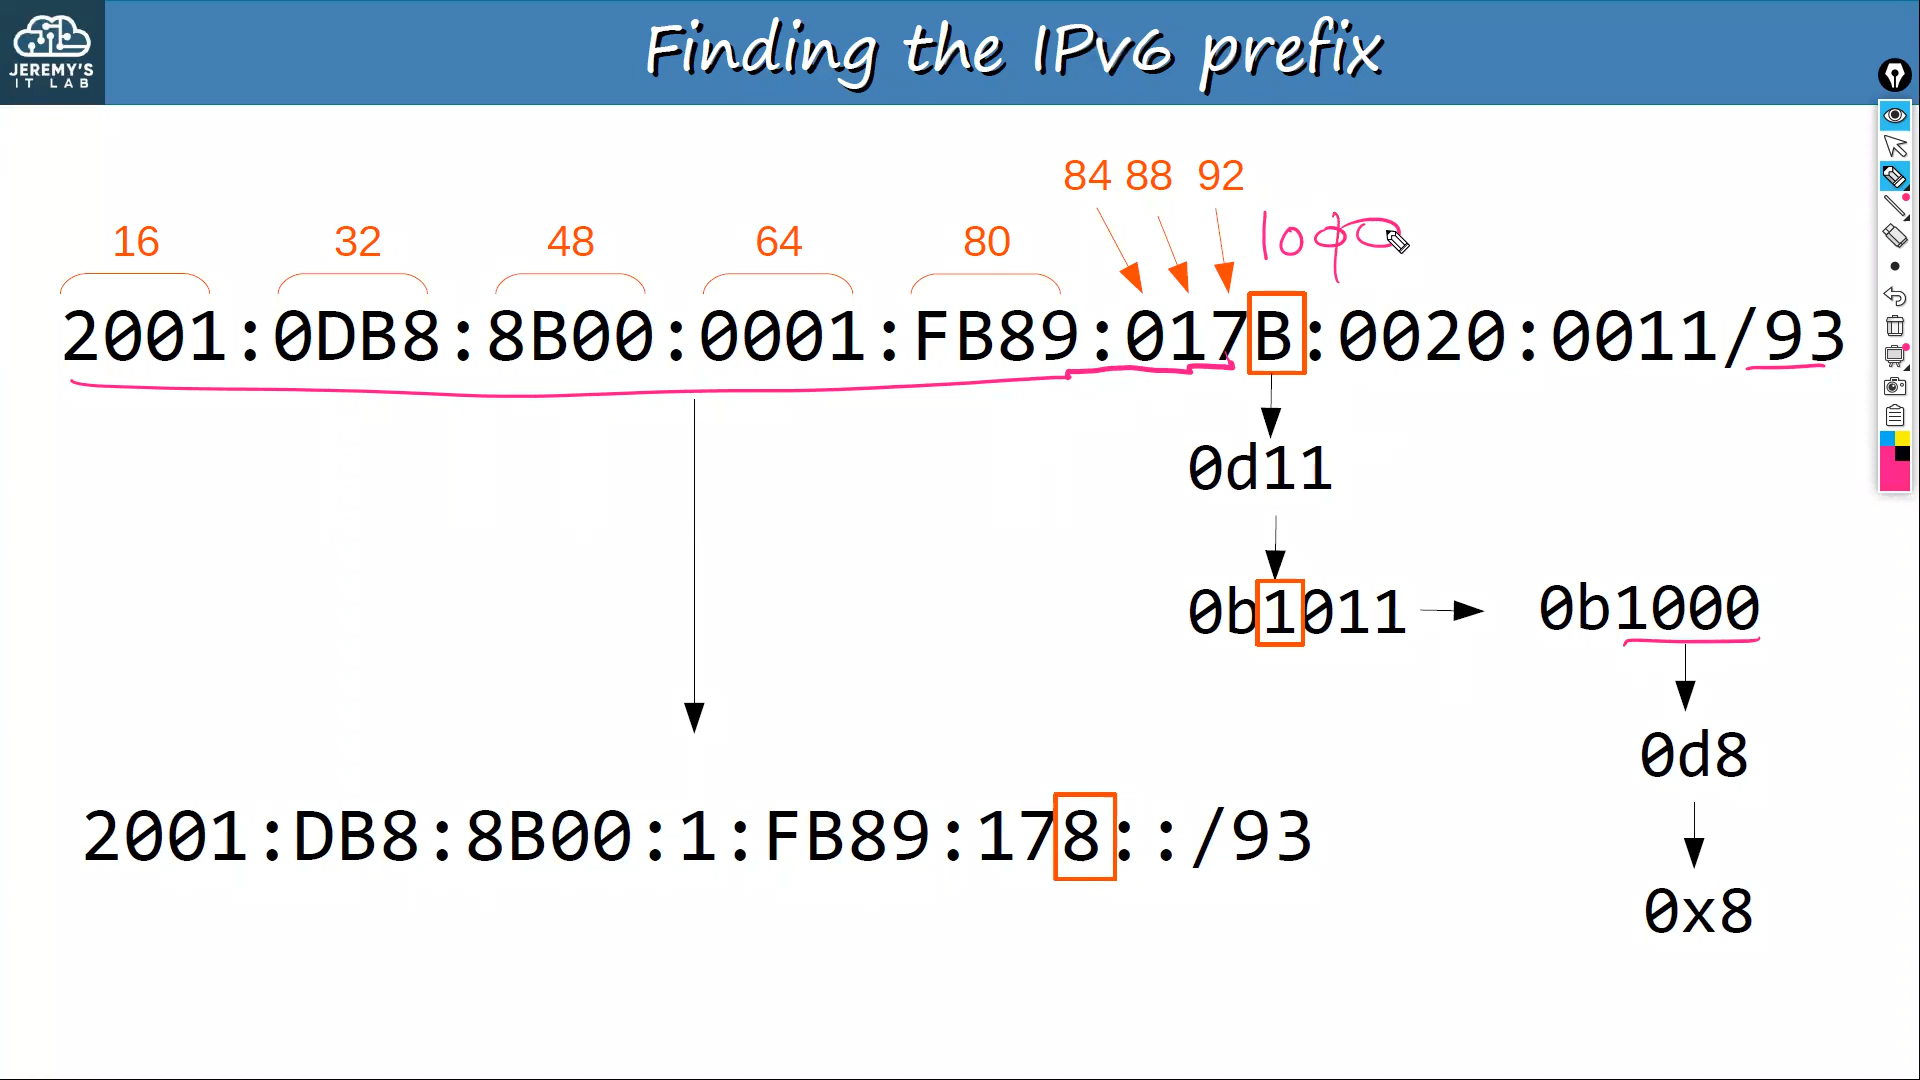 JEREMY'S
IT LAB
Finding the IPv6 prefix
84 88 92
16 32 48 64 80
2001:0DB8:8B00:0001:FB89:017B:0020:0011/93
0d11
0b1011
0b1000
0d8
2001:DB8:8B00:1:FB89:178::/93
0x8